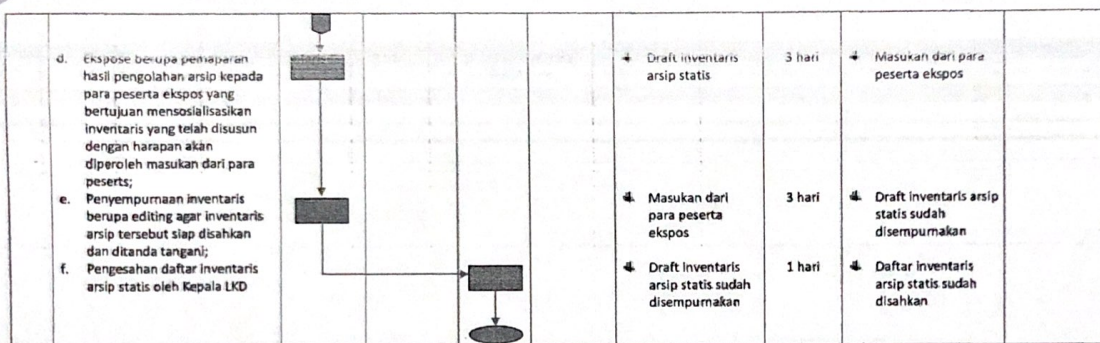 d. Ekspose berupa pemaparan
hasil pengolahan arsip kepada
para peserta ekspos yang
bertujuan mensosialisasikan
inventaris yang telah disusun
dengan harapan akan
diperoleh masukan dari para
peserts;
Draft inventaris
arsip statis
3 hari
Masukan dari para
peserta ekspos
e. Penyempurnaan inventaris
berupa editing agar inventaris
arsip tersebut siap disahkan
dan ditanda tangani;
Masukan dari
para peserta
ekspos
3 hari
Draft inventaris arsip
statis sudah
disempurnakan
f. Pengesahan daftar inventaris
arsip statis oleh Kepala LKD
Draft inventaris
arsip statis sudah
disempurnakan
1 hari
Daftar inventaris
arsip statis sudah
disahkan